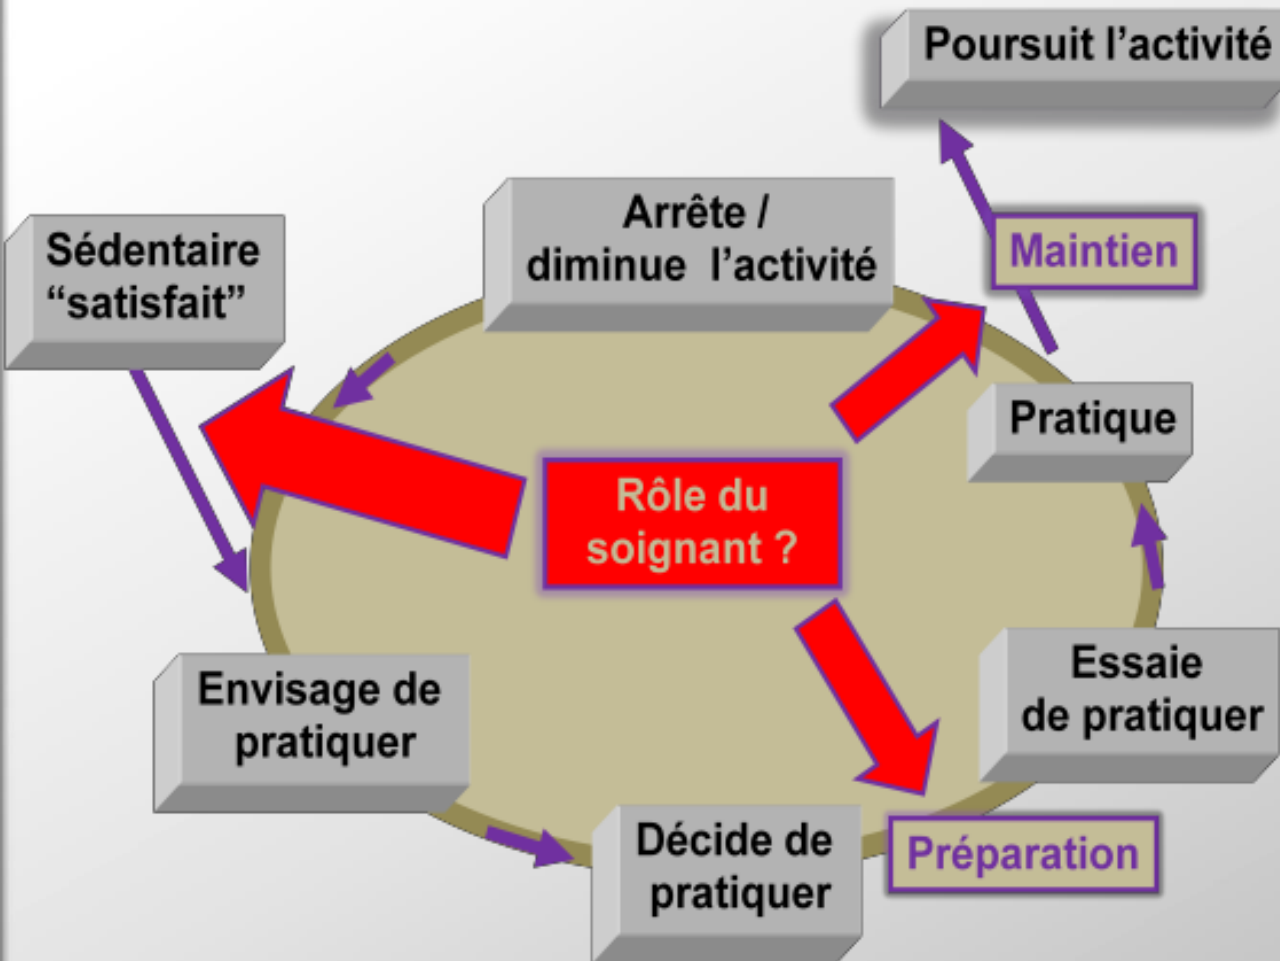 Poursuit l’activité
Arrête /
diminue l’activité
Sédentaire
“satisfait”
Maintien
Pratique
Rôle du
soignant ?
Essaie
de pratiquer
Envisage de
pratiquer
Décide de
pratiquer
Préparation